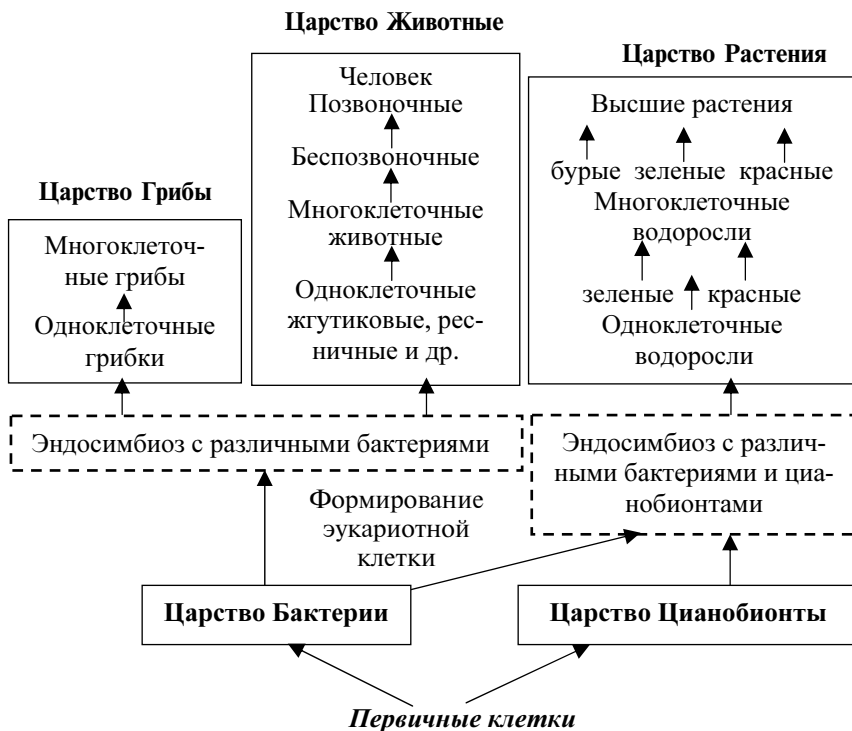 Царство Животные
Царство Растения
Человек
Позвоночные
Беспозвоночные
Многоклеточные
животные
Одноклеточные
жгутиковые, рес-
ничные и др.
Высшие растения
бурые зеленые красные
Многоклеточные
водоросли
зеленые красные
Одноклеточные
водоросли
Царство Грибы
Многоклеточ-
ные грибы
Одноклеточные
грибки
Эндосимбиоз с различными бактериями
Эндосимбиоз с различ-
ными бактериями и циа-
нобионтами
Формирование
эукариотной
клетки
Царство Бактерии
Царство Цианобионты
Первичные клетки